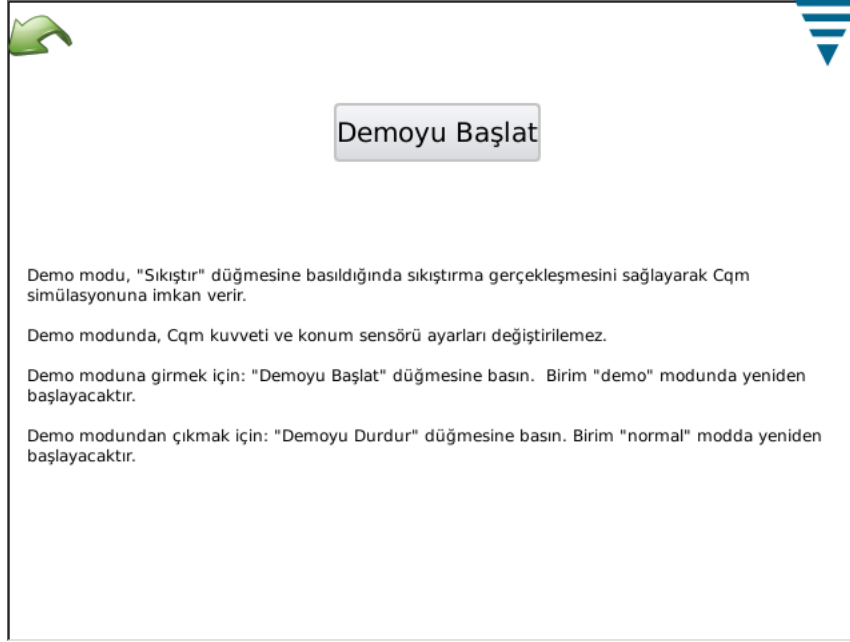 Demoyu Başlat
Demo modu, "Sıkıştır" düğmesine basıldığında sıkıştırma gerçekleşmesini sağlayarak Cqm
simülasyonuna imkan verir.
Demo modunda, Cqm kuvveti ve konum sensörü ayarları değiştirilemez.
Demo moduna girmek için: "Demoyu Başlat" düğmesine basın.  Birim "demo" modunda yeniden
başlayacaktır.
Demo modundan çıkmak için: "Demoyu Durdur" düğmesine basın. Birim "normal" modda yeniden
başlayacaktır.